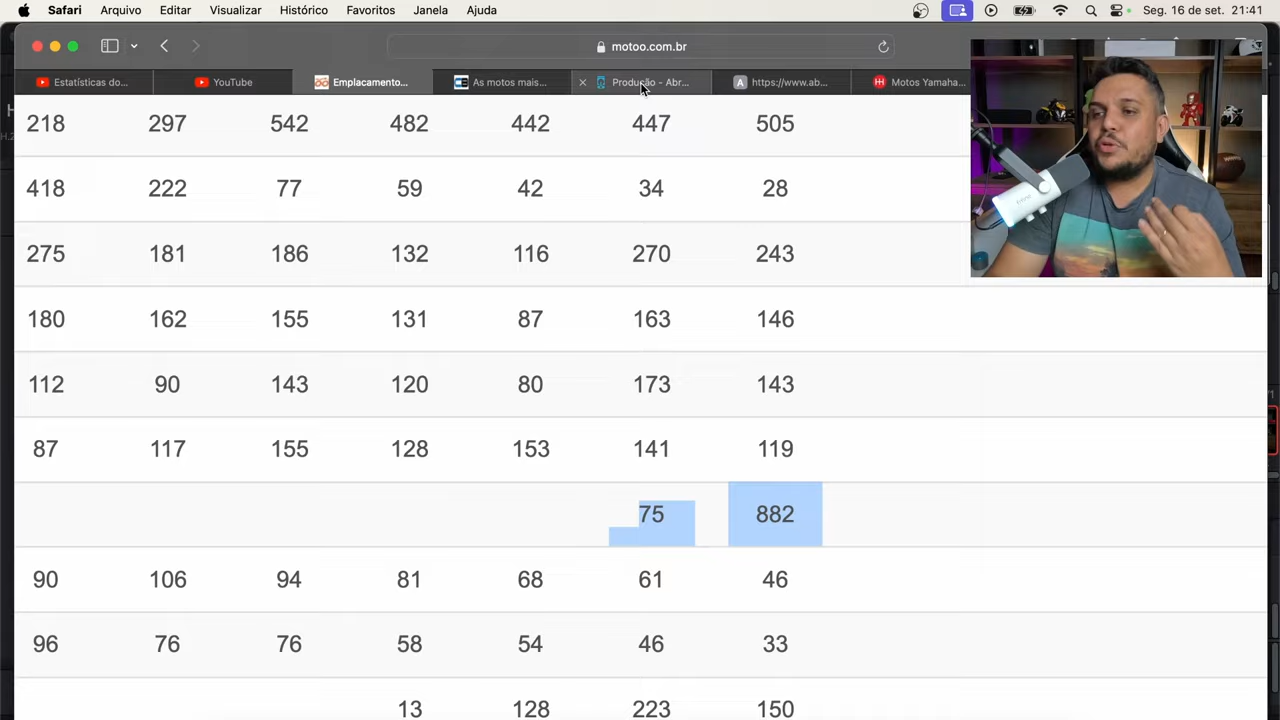 Safari Arquivo Editar Visualizar Histórico Favoritos Janela Ajuda Seg. 16 de set. 21:41
motoo.com.br
Estatísticas do... YouTube Emplacamento... As motos mais... Produção - Abr... https://www.ab... Motos Yamaha...
218 297 542 482 442 447 505
418 222 77 59 42 34 28
275 181 186 132 116 270 243
180 162 155 131 87 163 146
112 90 143 120 80 173 143
87 117 155 128 153 141 119
75 882
90 106 94 81 68 61 46
96 76 76 58 54 46 33
13 128 223 150